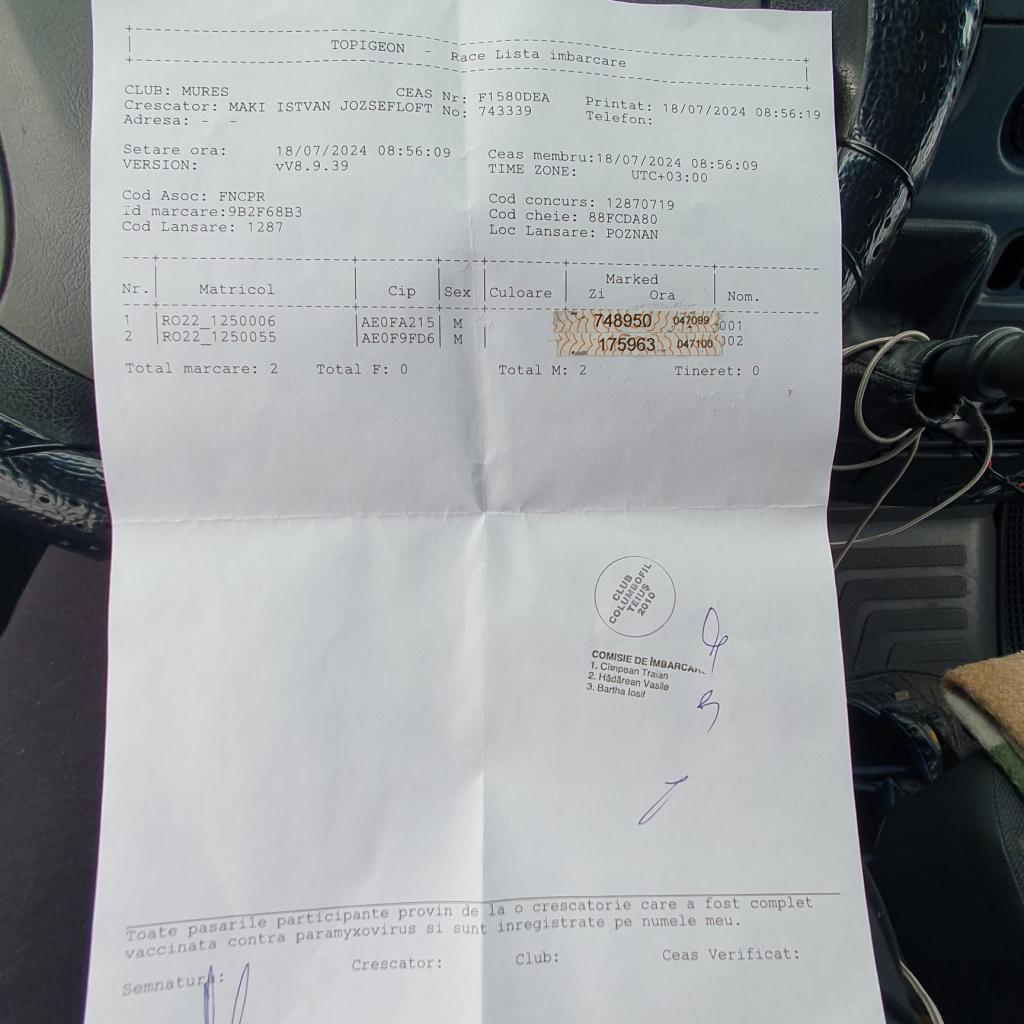 TOPIGEON - Race Lista imbarcare
CLUB: MURES CEAS Nr: F1580DEA Printat: 18/07/2024 08:56:19
Crescator: MAKI ISTVAN JOZSEFLOFT No: 743339 Telefon:
Adresa: - -
Setare ora: 18/07/2024 08:56:09 Ceas membru:18/07/2024 08:56:09
VERSION: vV8.9.39 TIME ZONE: UTC+03:00
Cod Asoc: FNCPR Cod concurs: 12870719
id marcare:9B2F68B3 Cod cheie: 88FCDA80
Cod Lansare: 1287 Loc Lansare: POZNAN
Nr. Matricol Cip Sex Culoare Marked Zi Ora Nom.
1 RO22_1250006 AE0FA215 M 748950 047099 001
2 RO22_1250055 AE0F9FD6 M 175963 047100 002
Total marcare: 2 Total F: 0 Total M: 2 Tineret: 0
CLUB
COLUMBOFIL
TEIUŞ
2010
COMISIE DE ÎMBARCARE
1. Cîmpean Traian
2. Hădărean Vasile
3. Bartha Iosif
Toate pasarile participante provin de la o crescatorie care a fost complet
vaccinata contra paramyxovirus si sunt inregistrate pe numele meu.
Semnatura: Crescator: Club: Ceas Verificat: